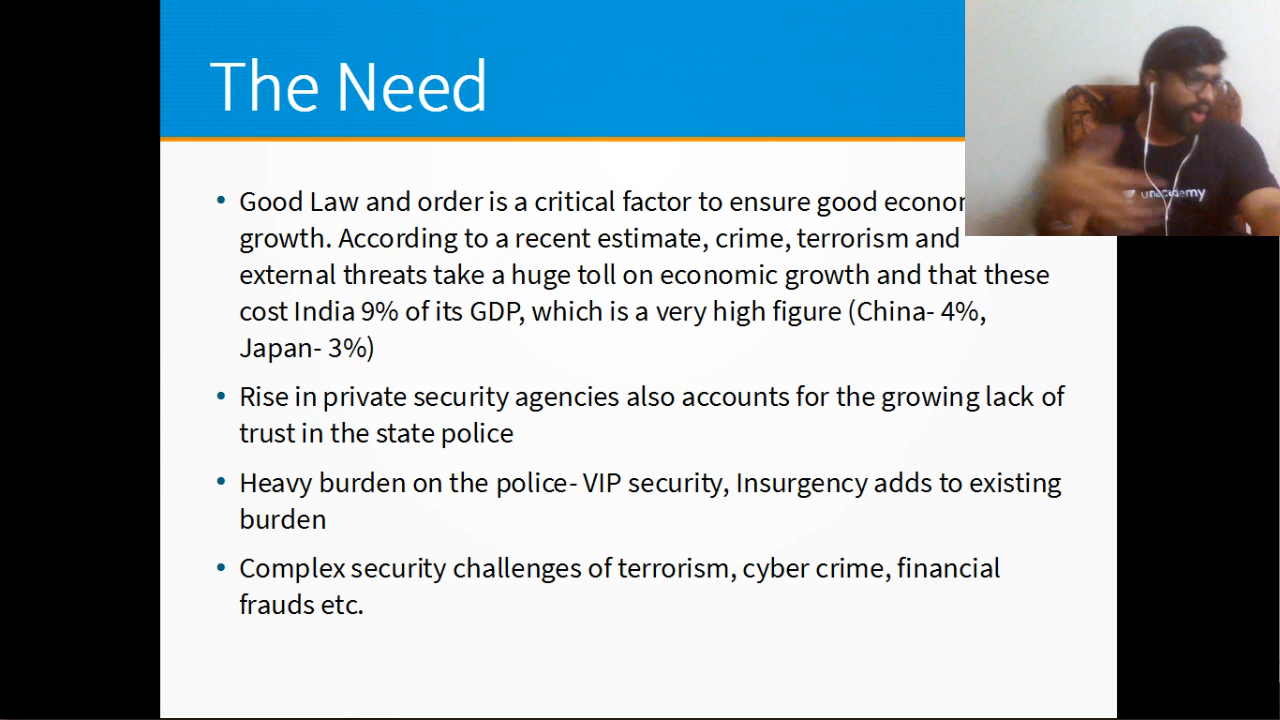 The Need
• Good Law and order is a critical factor to ensure good
growth. According to a recent estimate, crime, terrorism and
external threats take a huge toll on economic growth and that these
cost India 9% of its GDP, which is a very high figure (China- 4%,
Japan- 3%)
• Rise in private security agencies also accounts for the growing lack of
trust in the state police
• Heavy burden on the police- VIP security, Insurgency adds to existing
burden
• Complex security challenges of terrorism, cyber crime, financial
frauds etc.
unacademy